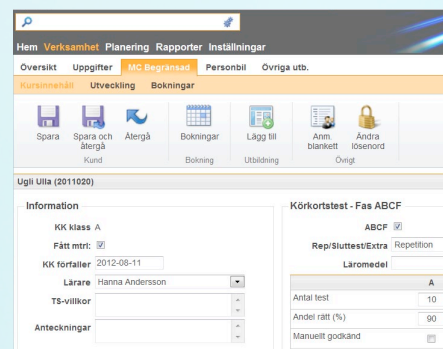 Hem Verksamhet Planering Rapporter Inställningar
Översikt Uppgifter MC Begränsad Personbil Övriga utb.
Kursinnehåll Utveckling Bokningar
Spara Spara och återgå Återgå Bokningar Lägg till Anm. blankett Ändra lösenord
Kund Bokning Utbildning Övrigt
Ugli Ulla (2011020)
Information
KK klass A
Fått mtrl:
KK förfaller 2012-08-11
Lärare Hanna Andersson
TS-villkor
Anteckningar
Körkortstest - Fas ABCF
ABCF
Rep/Sluttest/Extra Repetition
Läromedel
A
Antal test 10
Andel rätt (%) 90
Manuellt godkänd